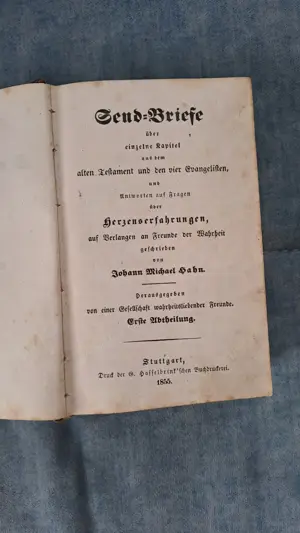 Send-Briefe
über
einzelne Kapitel
aus dem
alten Testament und den vier Evangelisten,
und
Antworten auf Fragen
über
Herzenserfahrungen,
auf Verlangen an Freunde der Wahrheit
geschrieben
von
Johann Michael Hahn.
Herausgegeben
von einer Gesellschaft wahrheitliebender Freunde.
Erste Abtheilung.
Stuttgart,
Druck der G. Hasselbrink'schen Buchdruckerei.
1855.